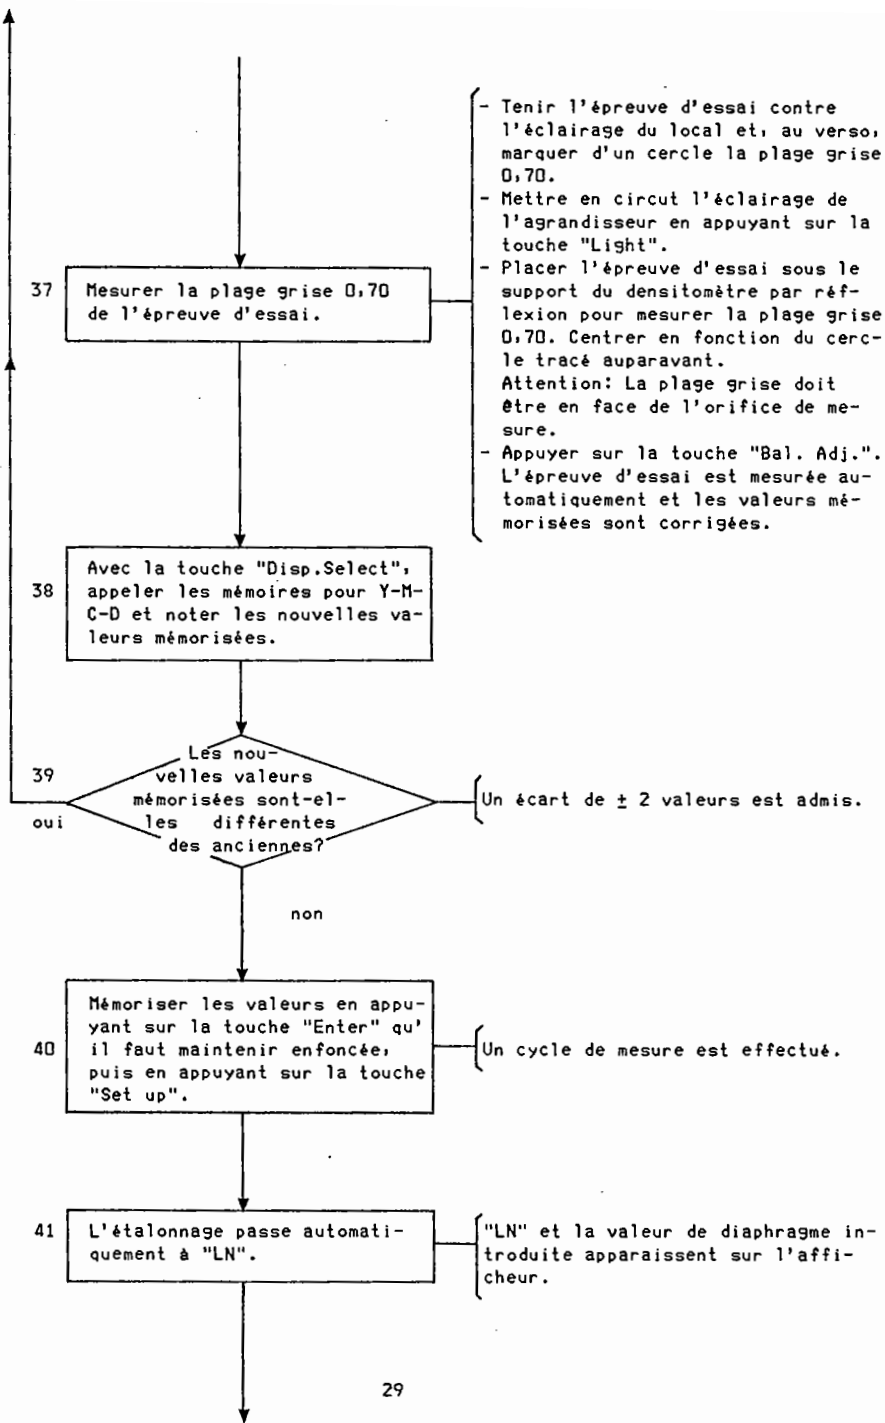 - Tenir l'épreuve d'essai contre
l'éclairage du local et, au verso,
marquer d'un cercle la plage grise
0,70.
- Mettre en circut l'éclairage de
l'agrandisseur en appuyant sur la
touche "Light".
- Placer l'épreuve d'essai sous le
support du densitomètre par réf-
lexion pour mesurer la plage grise
0,70. Centrer en fonction du cerc-
le tracé auparavant.
Attention: La plage grise doit
être en face de l'orifice de me-
sure.
- Appuyer sur la touche "Bal. Adj.".
L'épreuve d'essai est mesurée au-
tomatiquement et les valeurs mé-
morisées sont corrigées.
37
Mesurer la plage grise 0,70
de l'épreuve d'essai.
38
Avec la touche "Disp.Select",
appeler les mémoires pour Y-M-
C-D et noter les nouvelles va-
leurs mémorisées.
39
oui
Les nou-
velles valeurs
mémorisées sont-el-
les différentes
des anciennes?
Un écart de ± 2 valeurs est admis.
non
40
Mémoriser les valeurs en appu-
yant sur la touche "Enter" qu'
il faut maintenir enfoncée,
puis en appuyant sur la touche
"Set up".
Un cycle de mesure est effectué.
41
L'étalonnage passe automati-
quement à "LN".
"LN" et la valeur de diaphragme in-
troduite apparaissent sur l'affi-
cheur.
29